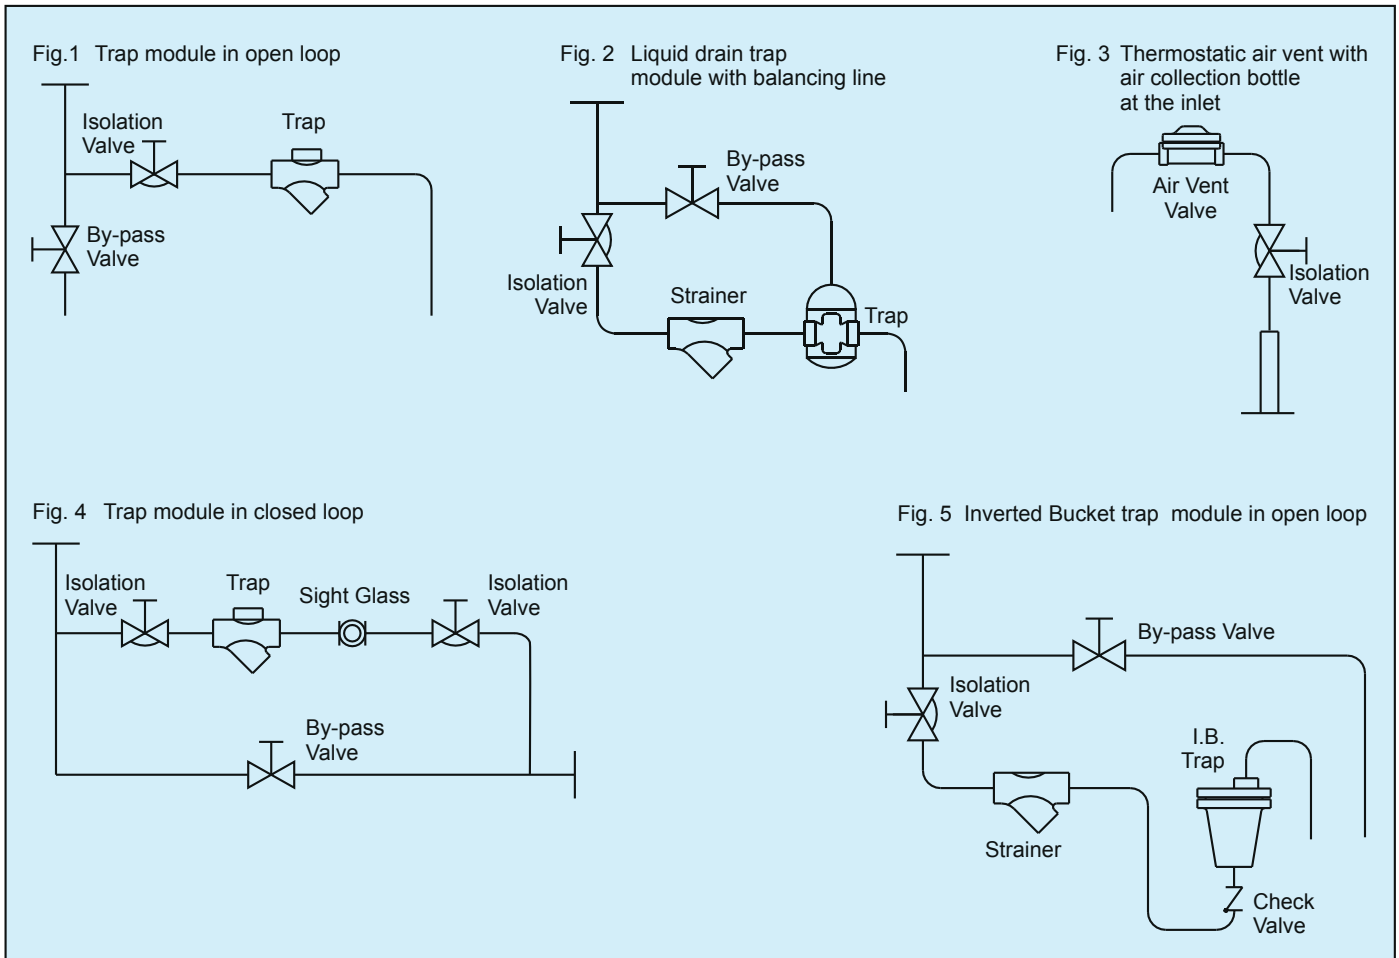 Fig.1 Trap module in open loop
Isolation
Valve
Trap
By-pass
Valve
Fig. 2 Liquid drain trap
module with balancing line
By-pass
Valve
Isolation
Valve
Strainer
Trap
Fig. 3 Thermostatic air vent with
air collection bottle
at the inlet
Air Vent
Valve
Isolation
Valve
Fig. 4 Trap module in closed loop
Isolation
Valve
Trap
Sight Glass
Isolation
Valve
By-pass
Valve
Fig. 5 Inverted Bucket trap module in open loop
By-pass Valve
Isolation
Valve
I.B.
Trap
Strainer
Check
Valve